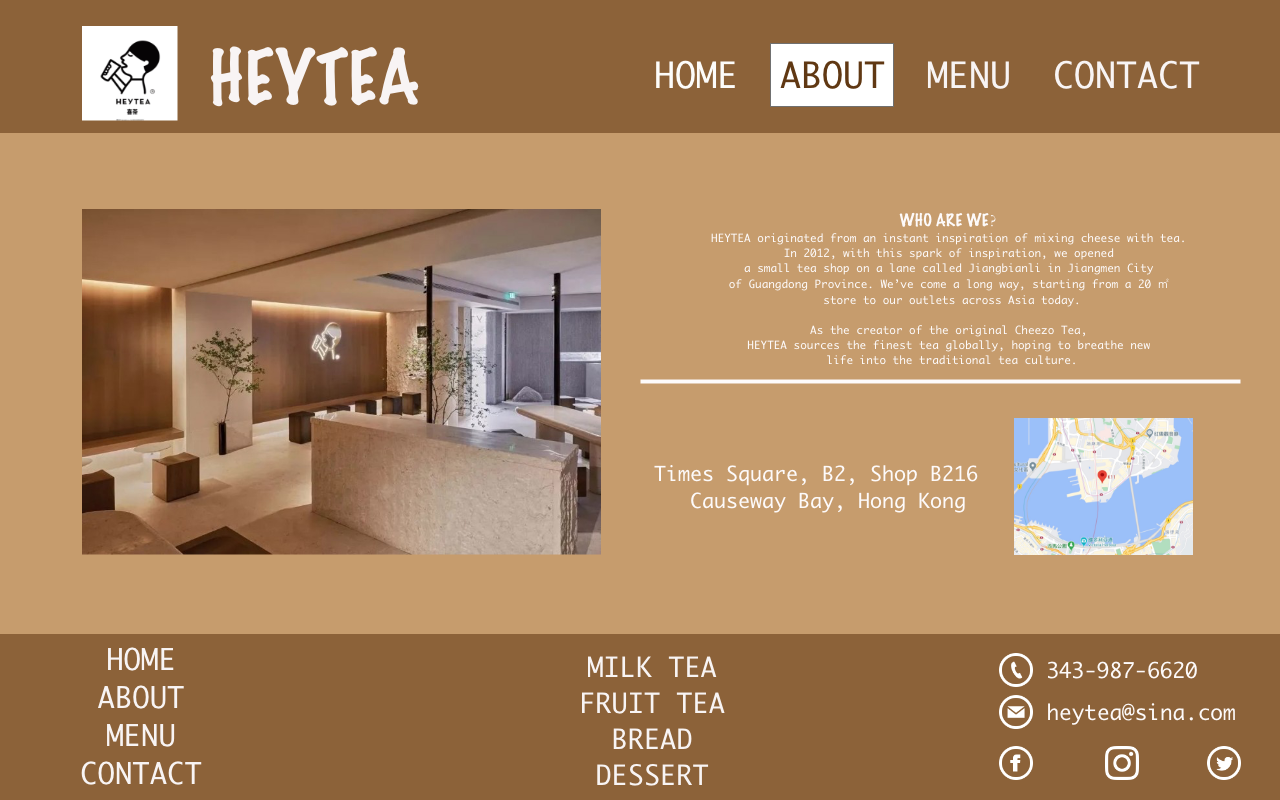 HEYTEA
喜茶
HEYTEA
HOME ABOUT MENU CONTACT
WHO ARE WE?
HEYTEA originated from an instant inspiration of mixing cheese with tea.
In 2012, with this spark of inspiration, we opened
a small tea shop on a lane called Jiangbianli in Jiangmen City
of Guangdong Province. We’ve come a long way, starting from a 20 ㎡
store to our outlets across Asia today.
As the creator of the original Cheezo Tea,
HEYTEA sources the finest tea globally, hoping to breathe new
life into the traditional tea culture.
Times Square, B2, Shop B216
Causeway Bay, Hong Kong
HOME
ABOUT
MENU
CONTACT
MILK TEA
FRUIT TEA
BREAD
DESSERT
343-987-6620
heytea@sina.com